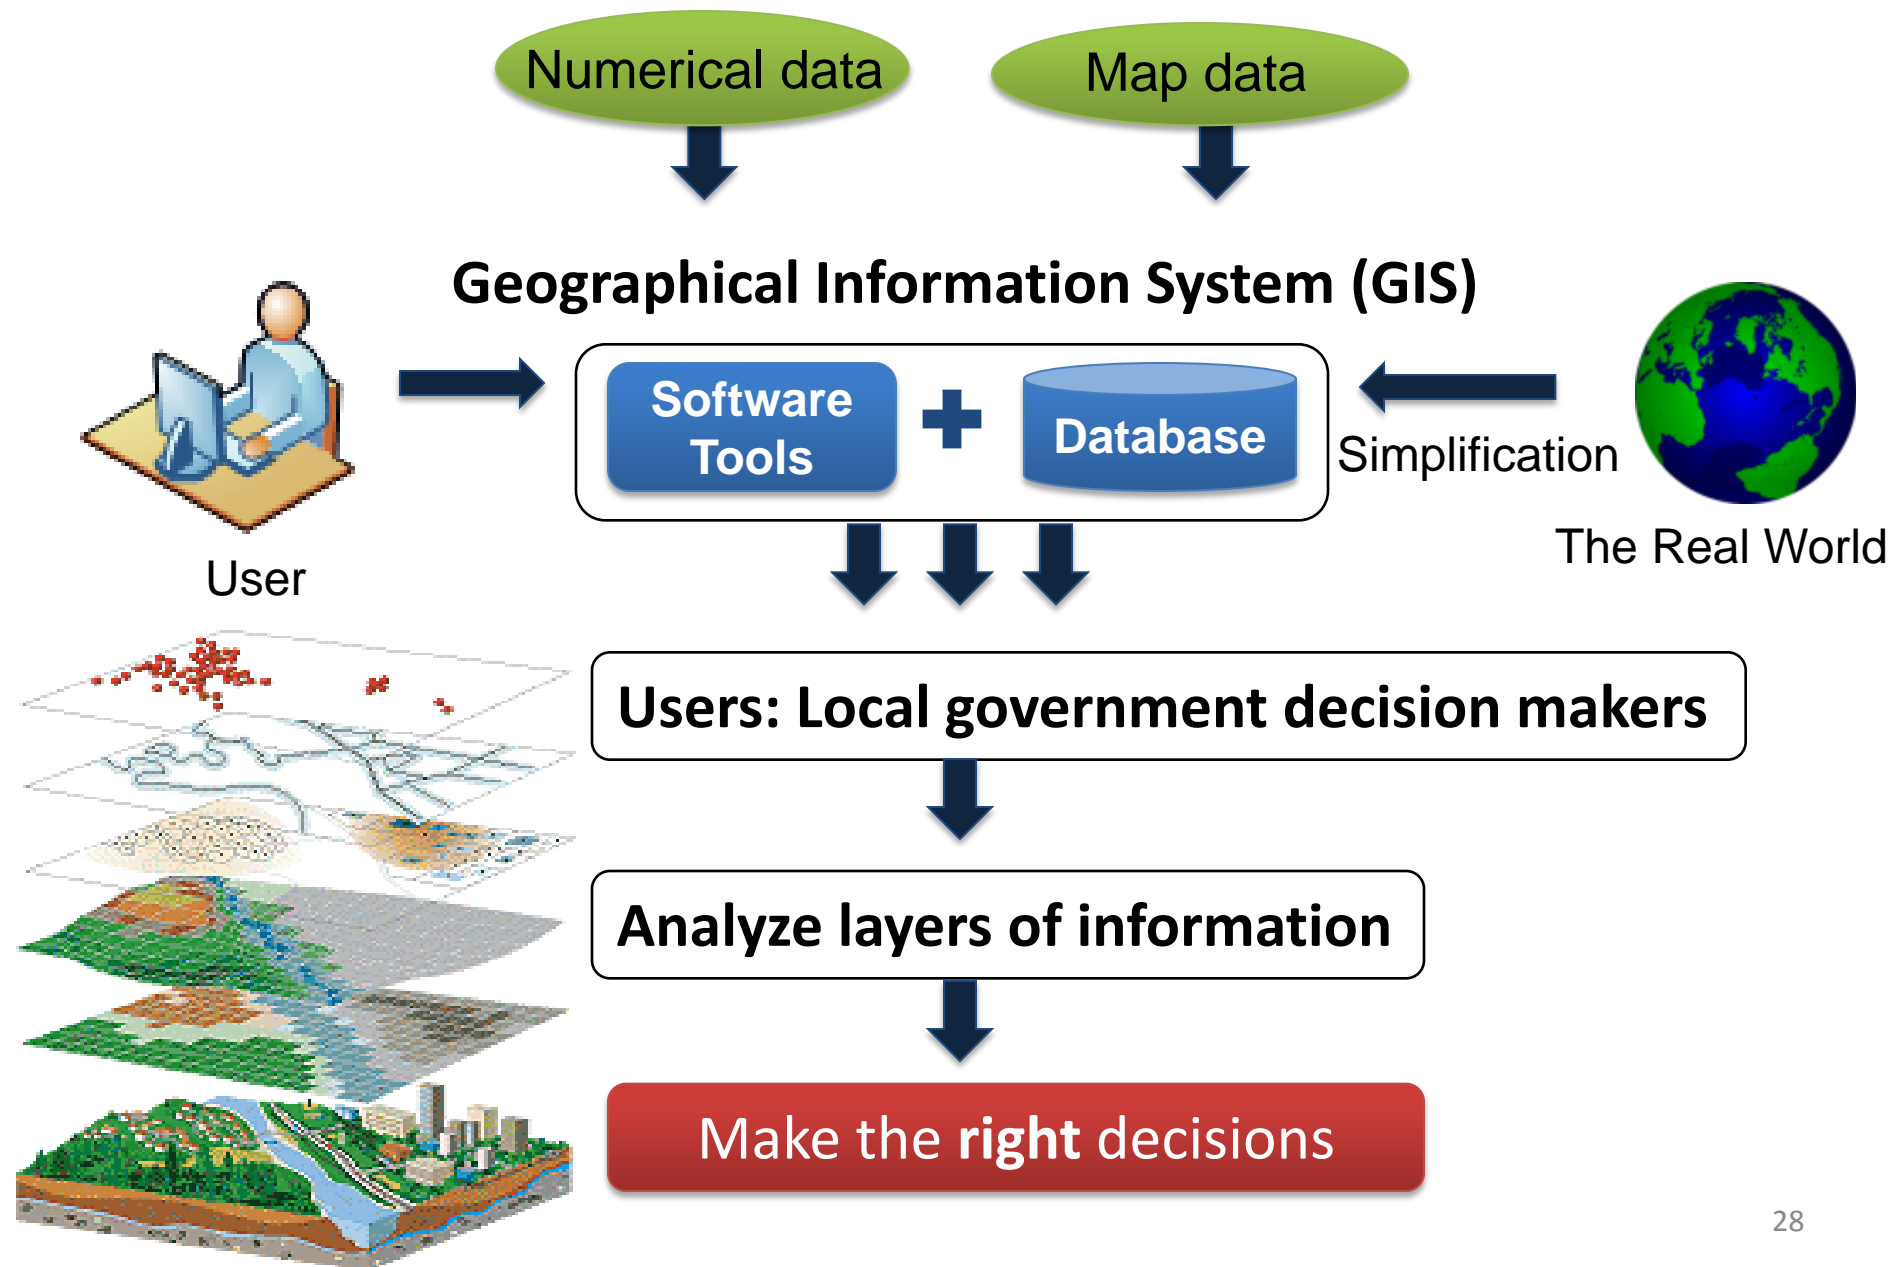 Numerical data
Map data
Geographical Information System (GIS)
Software
Tools
Database
Simplification
The Real World
User
Users: Local government decision makers
Analyze layers of information
Make the right decisions
28